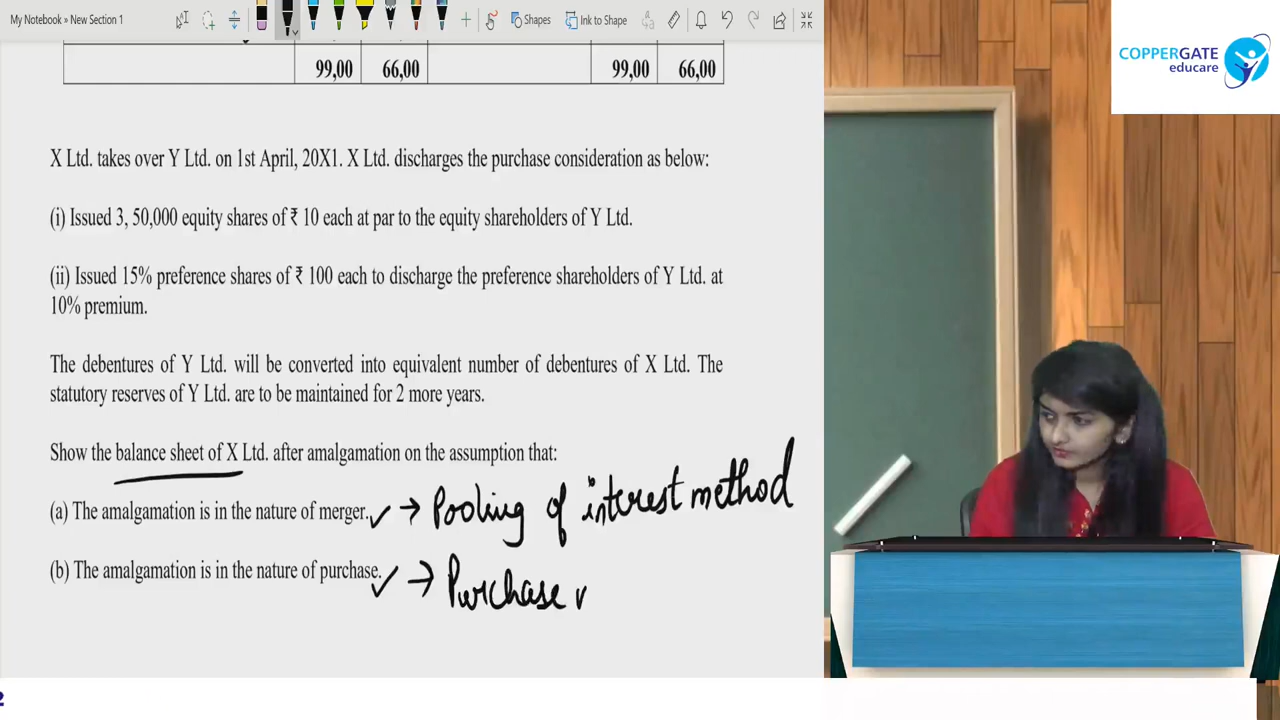 My Notebook » New Section 1
Shapes
Ink to Shape
COPPERGATE
educare
99,00 66,00 99,00 66,00
X Ltd. takes over Y Ltd. on 1st April, 20X1. X Ltd. discharges the purchase consideration as below:
(i) Issued 3, 50,000 equity shares of ₹ 10 each at par to the equity shareholders of Y Ltd.
(ii) Issued 15% preference shares of ₹ 100 each to discharge the preference shareholders of Y Ltd. at
10% premium.
The debentures of Y Ltd. will be converted into equivalent number of debentures of X Ltd. The
statutory reserves of Y Ltd. are to be maintained for 2 more years.
Show the balance sheet of X Ltd. after amalgamation on the assumption that:
(a) The amalgamation is in the nature of merger. ✓ → Pooling of interest method
(b) The amalgamation is in the nature of purchase. ✓ → Purchase
2